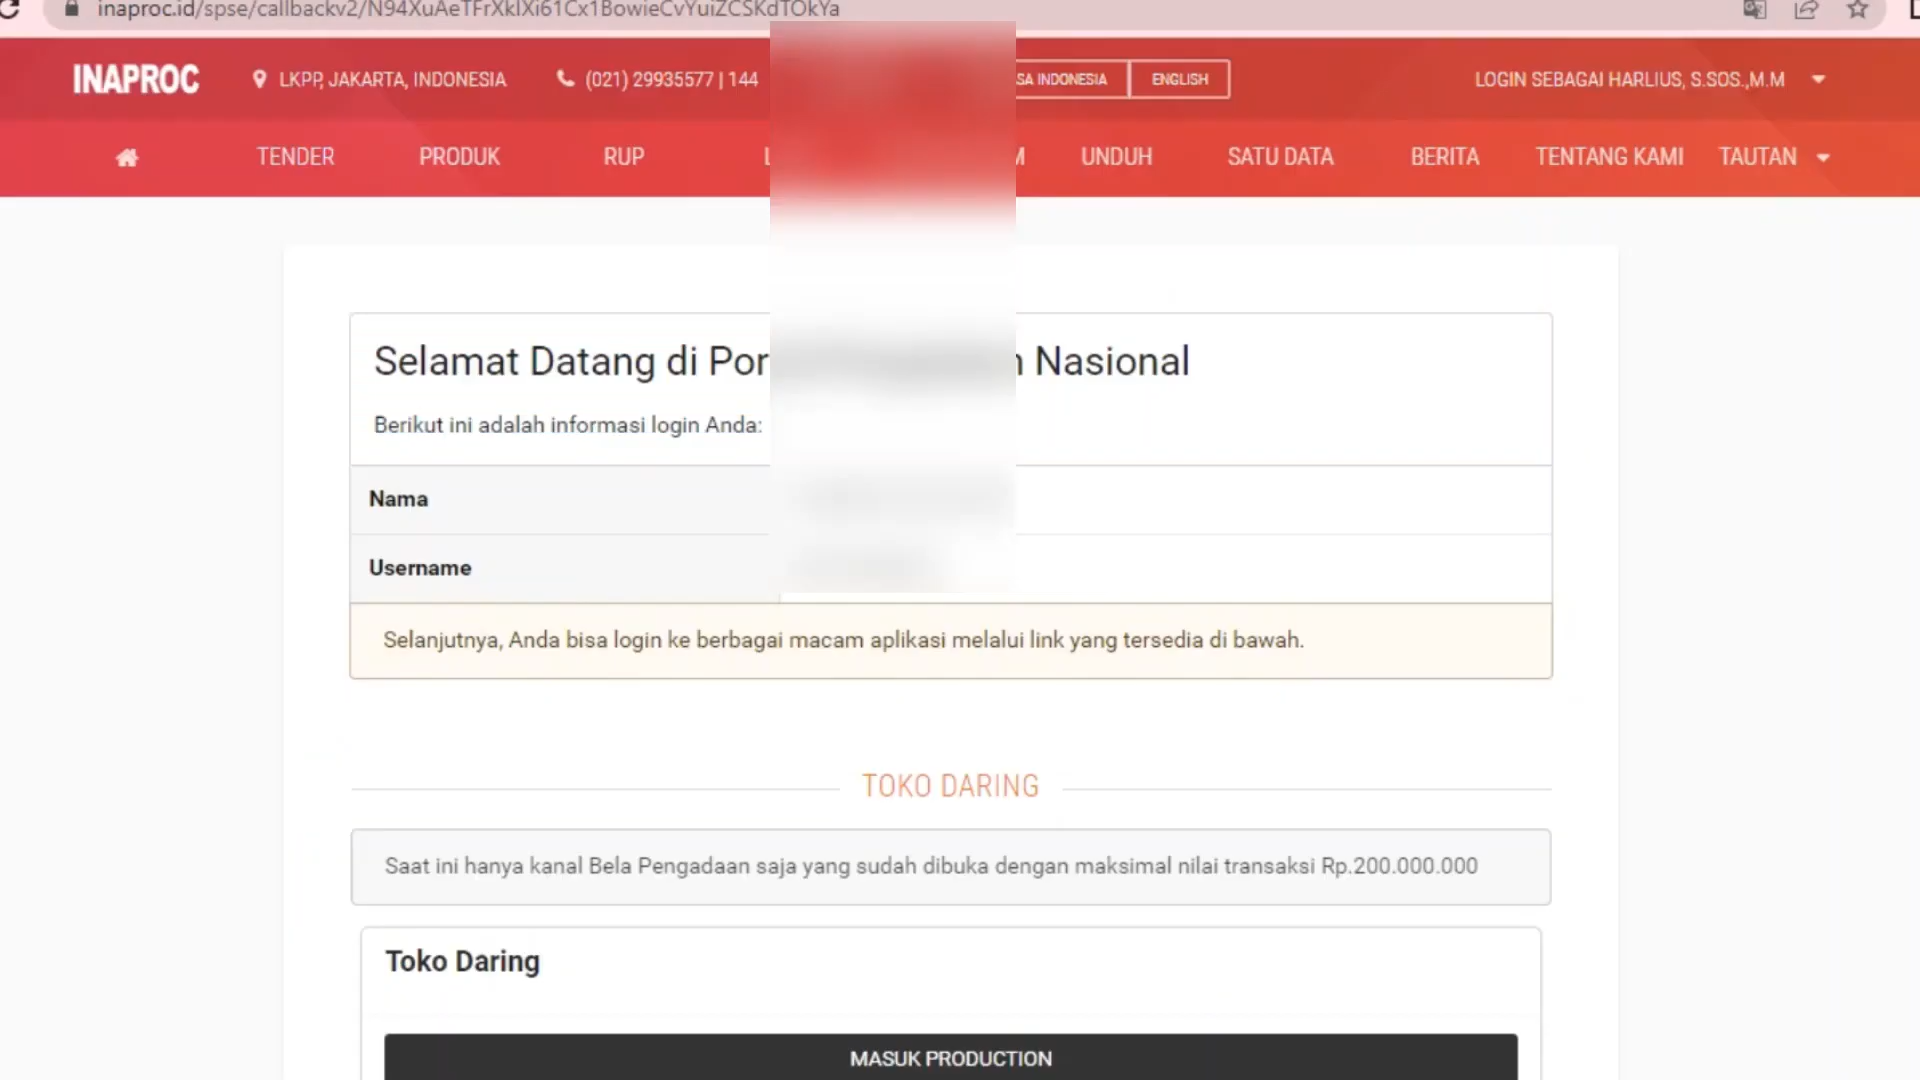 inaproc.id/spse/callbackv2/N94XuAeTFrXklXi61Cx1BowieCvYuiZCSKdTOkYa
INAPROC LKPP, JAKARTA, INDONESIA (021) 29935577 | 144 SA INDONESIA ENGLISH LOGIN SEBAGAI HARLIUS, S.SOS.,M.M
TENDER PRODUK RUP UNDUH SATU DATA BERITA TENTANG KAMI TAUTAN
Selamat Datang di Por n Nasional
Berikut ini adalah informasi login Anda:
Nama
Username
Selanjutnya, Anda bisa login ke berbagai macam aplikasi melalui link yang tersedia di bawah.
TOKO DARING
Saat ini hanya kanal Bela Pengadaan saja yang sudah dibuka dengan maksimal nilai transaksi Rp.200.000.000
Toko Daring
MASUK PRODUCTION